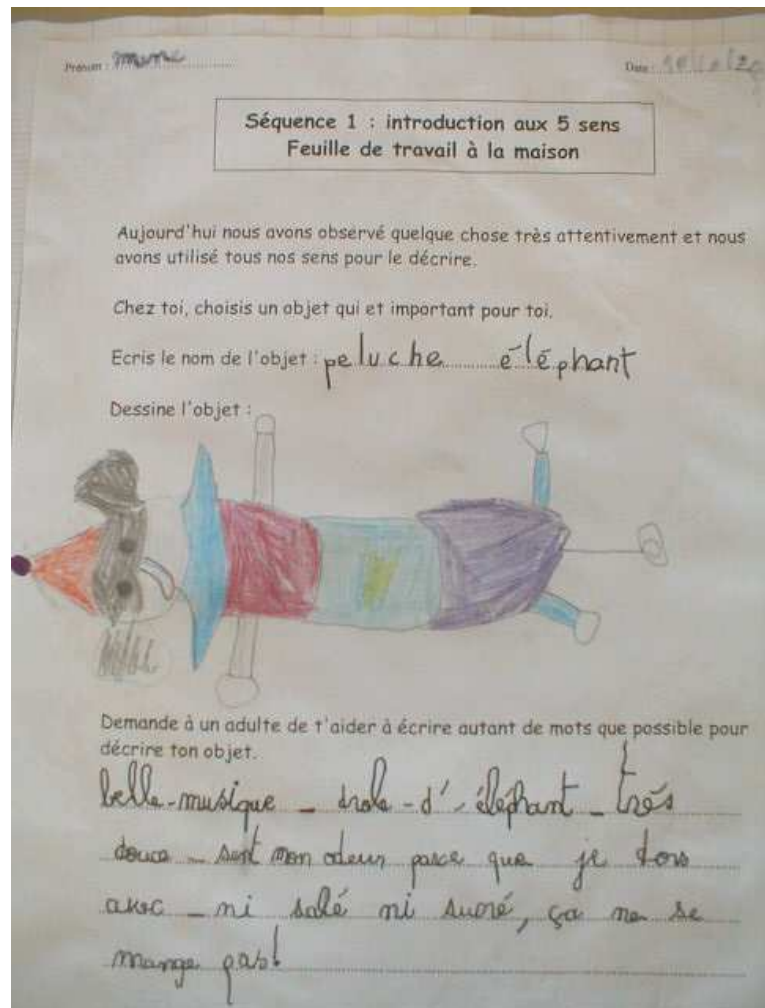 Prénom :
Date :
Séquence 1 : introduction aux 5 sens
Feuille de travail à la maison
Aujourd'hui nous avons observé quelque chose très attentivement et nous
avons utilisé tous nos sens pour le décrire.
Chez toi, choisis un objet qui et important pour toi.
Ecris le nom de l'objet : peluche éléphant
Dessine l'objet :
Demande à un adulte de t'aider à écrire autant de mots que possible pour
décrire ton objet.
belle-musique - drole - d'-éléphant - trés
douce - sent mon odeur parce que je dors
avec - ni salé ni sucré, ça ne se
mange pas!